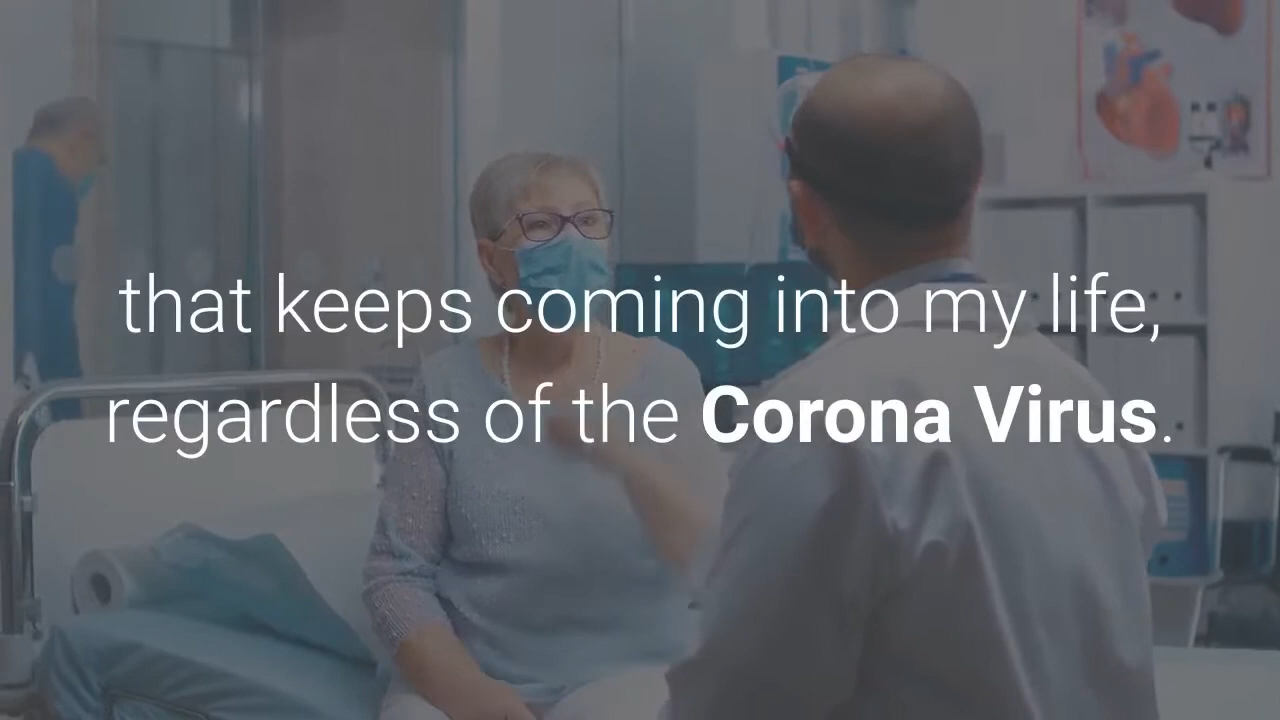 that keeps coming into my life,
regardless of the Corona Virus.